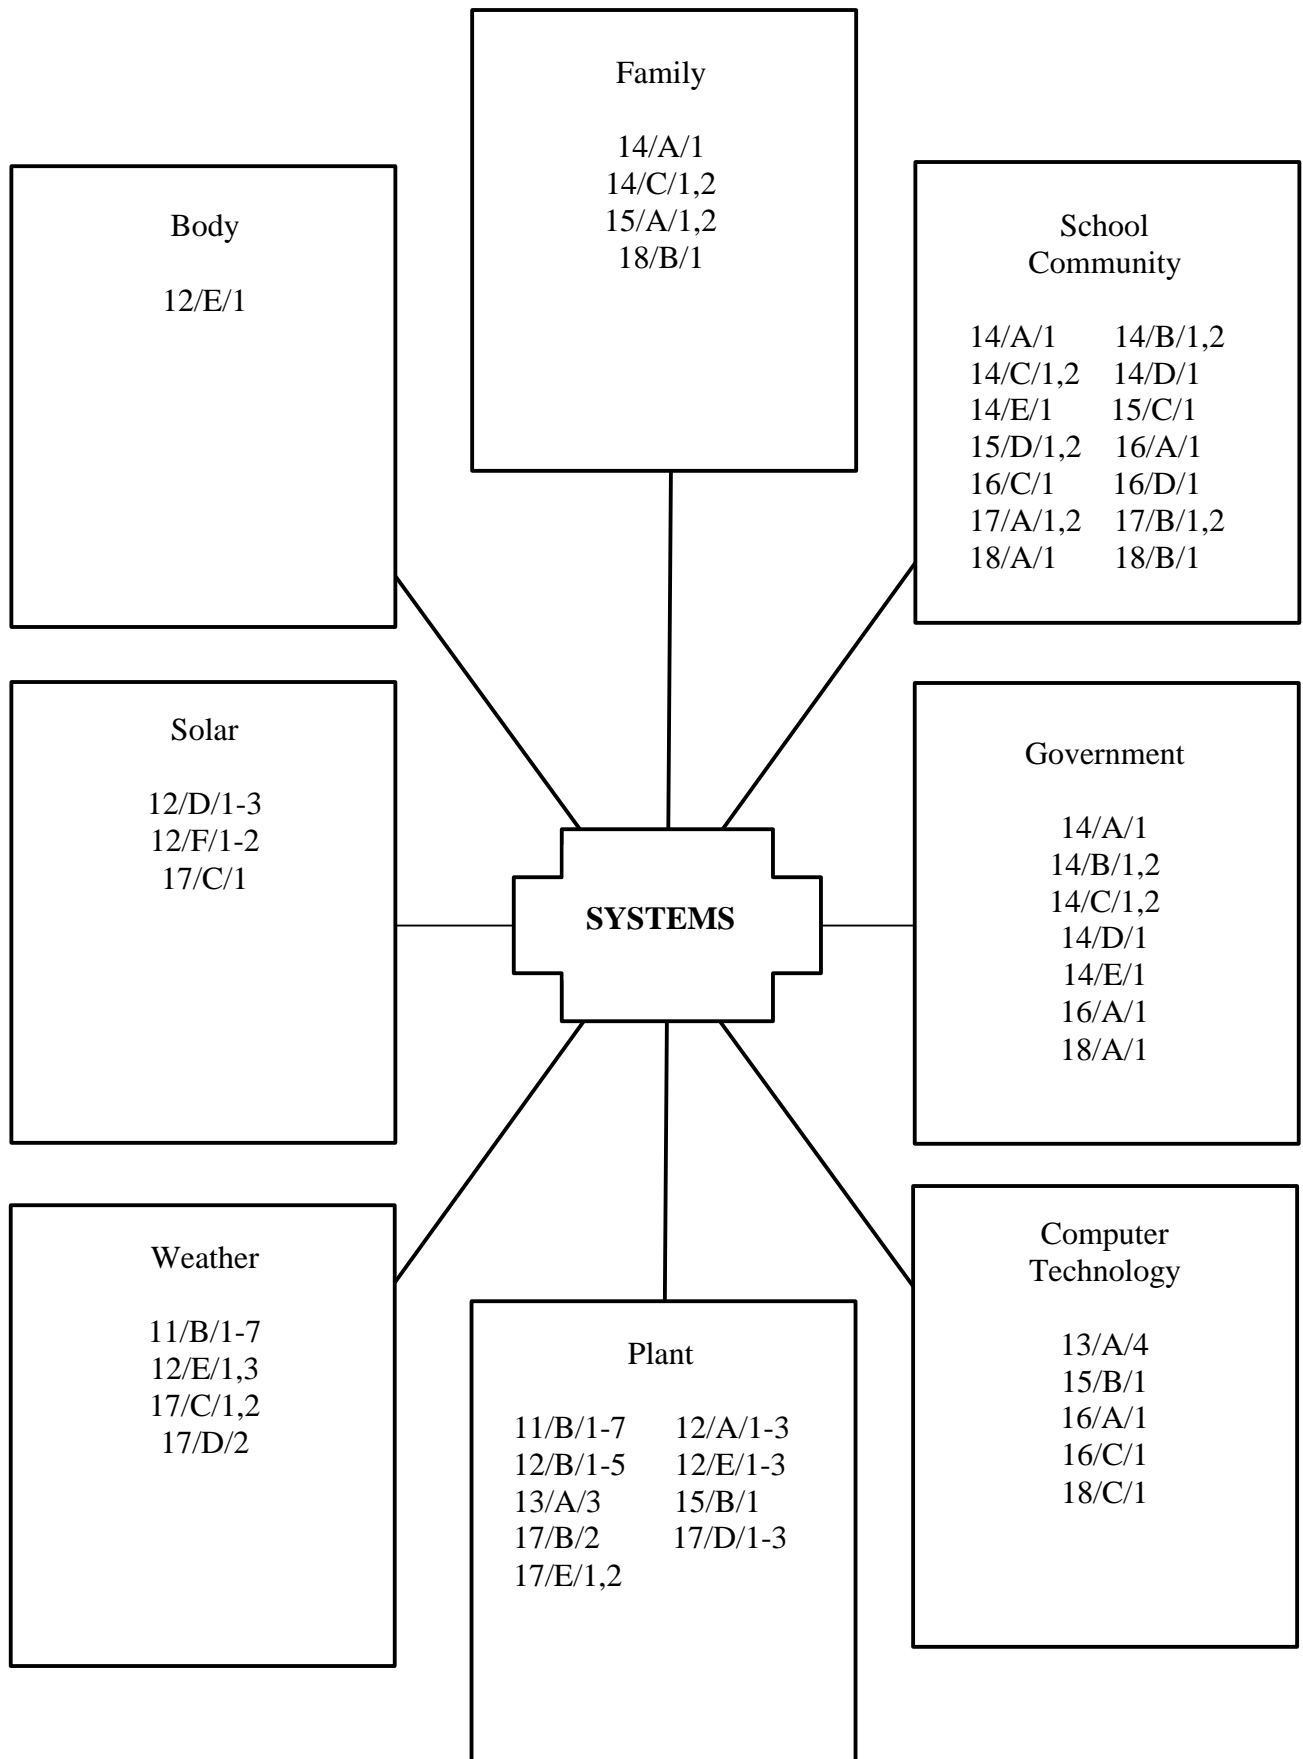 Family
14/A/1
14/C/1,2
15/A/1,2
18/B/1
Body
12/E/1
School
Community
14/A/1 14/B/1,2
14/C/1,2 14/D/1
14/E/1 15/C/1
15/D/1,2 16/A/1
16/C/1 16/D/1
17/A/1,2 17/B/1,2
18/A/1 18/B/1
Solar
12/D/1-3
12/F/1-2
17/C/1
SYSTEMS
Government
14/A/1
14/B/1,2
14/C/1,2
14/D/1
14/E/1
16/A/1
18/A/1
Weather
11/B/1-7
12/E/1,3
17/C/1,2
17/D/2
Plant
11/B/1-7 12/A/1-3
12/B/1-5 12/E/1-3
13/A/3 15/B/1
17/B/2 17/D/1-3
17/E/1,2
Computer
Technology
13/A/4
15/B/1
16/A/1
16/C/1
18/C/1